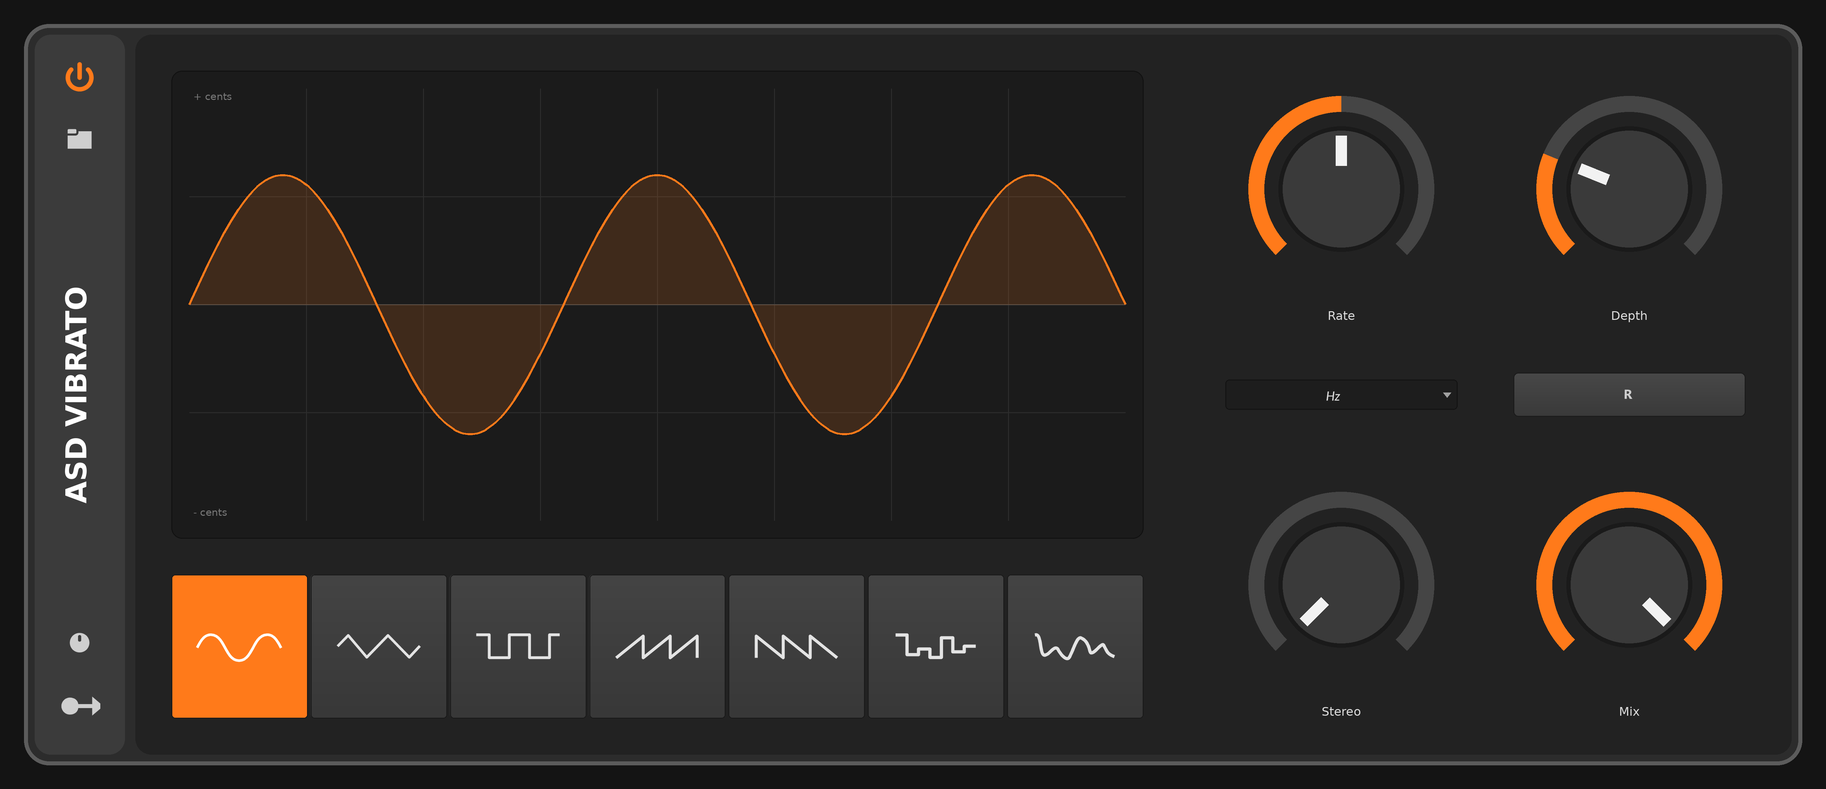 ASD VIBRATO
+ cents
- cents
Rate
Depth
Hz
R
Stereo
Mix